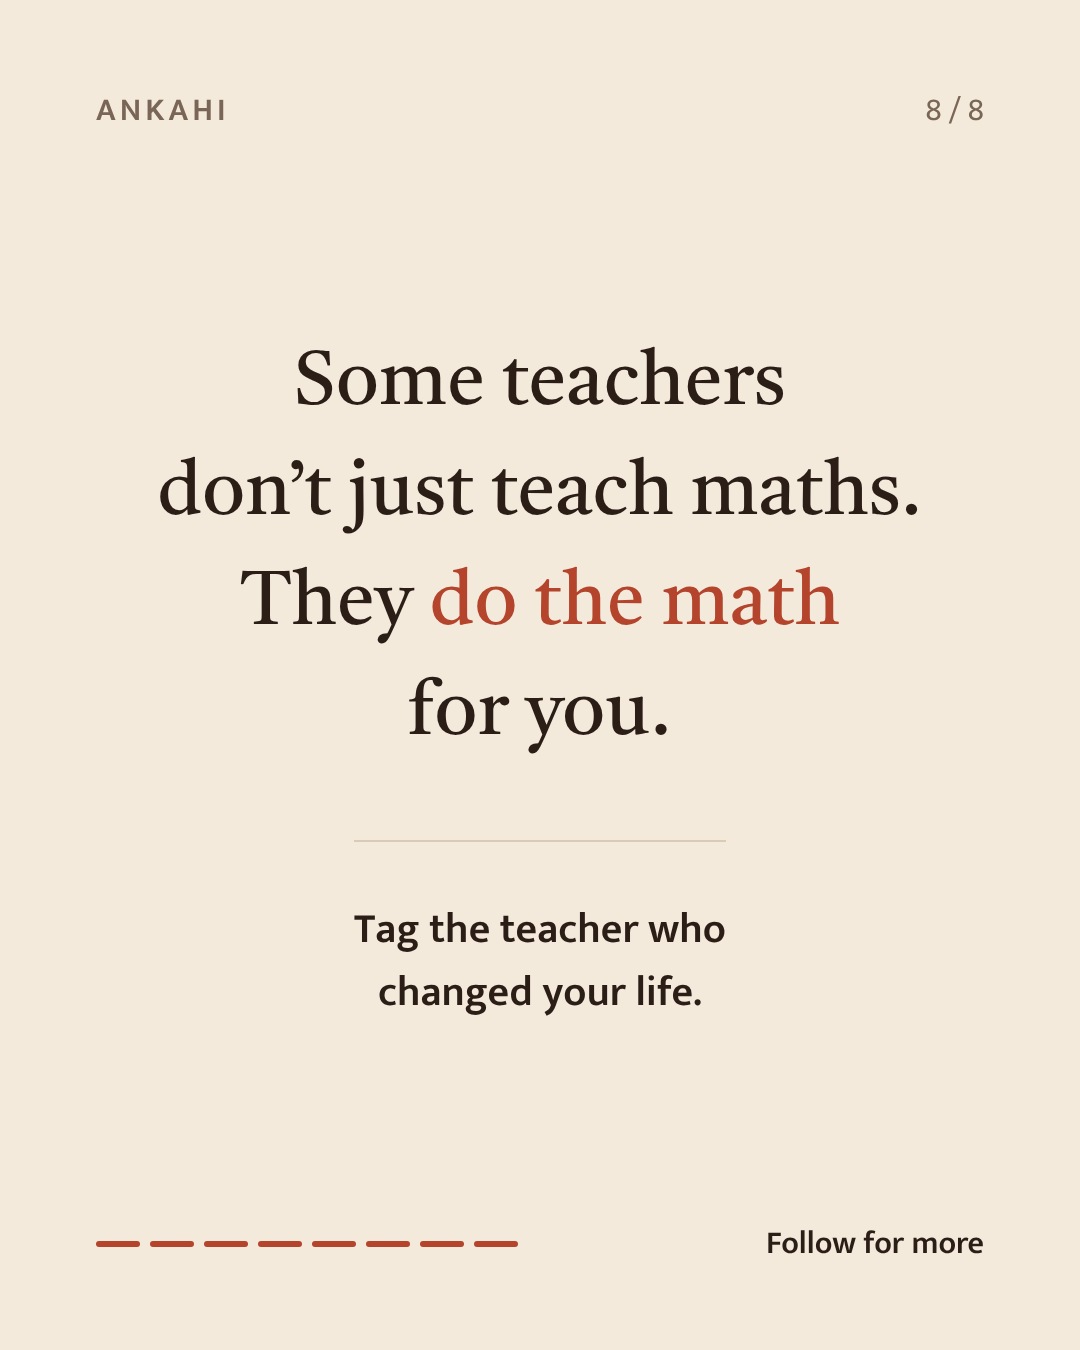 ANKAHI
8 / 8
Some teachers
don’t just teach maths.
They do the math
for you.
Tag the teacher who
changed your life.
Follow for more